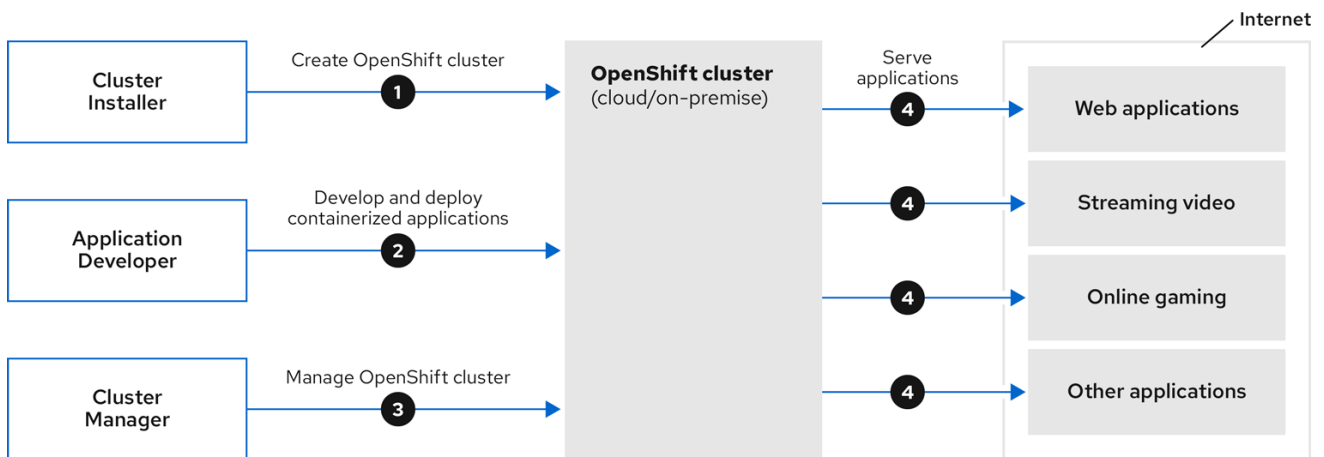 Internet
Cluster
Installer
Create OpenShift cluster
1
OpenShift cluster
(cloud/on-premise)
Serve
applications
4
Web applications
Application
Developer
Develop and deploy
containerized applications
2
4
Streaming video
4
Online gaming
Cluster
Manager
Manage OpenShift cluster
3
4
Other applications